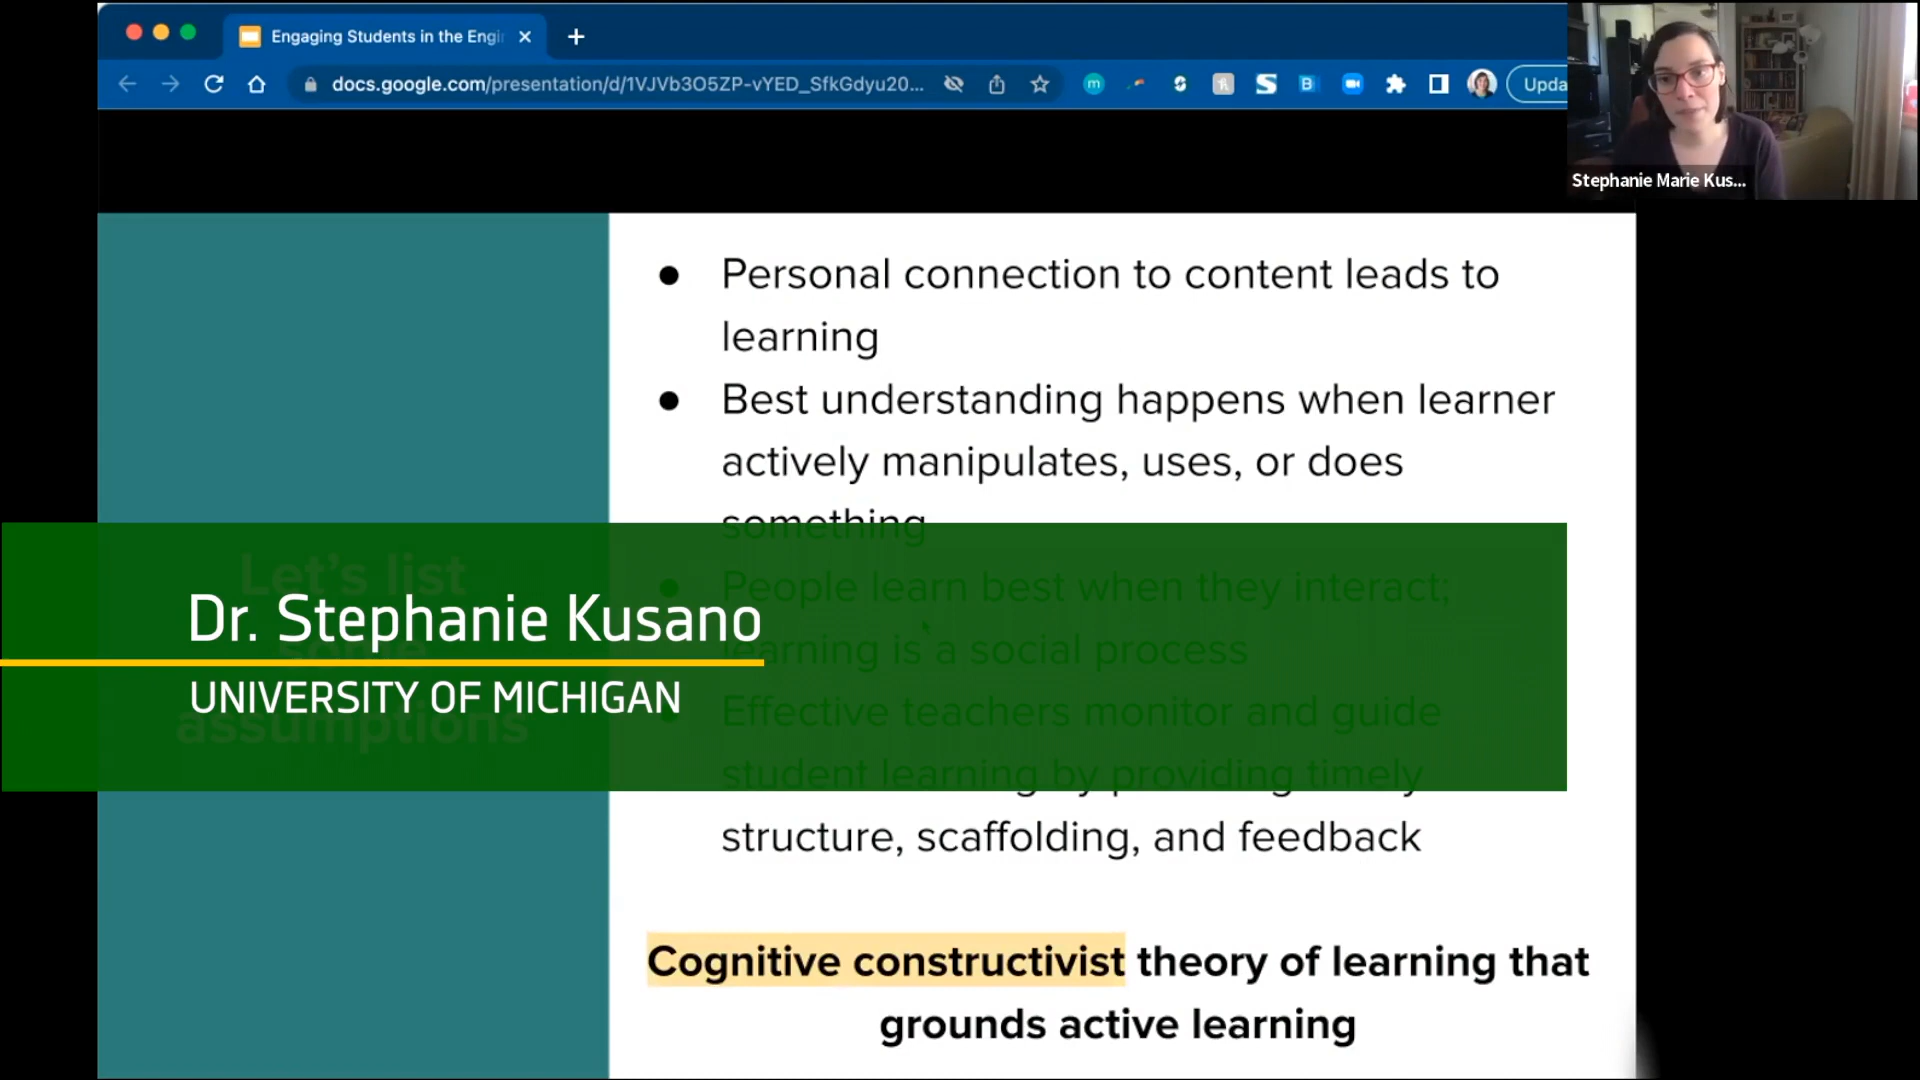 Engaging Students in the Engi
docs.google.com/presentation/d/1VJVb3O5ZP-vYED_SfkGdyu20...
Upda
Stephanie Marie Kus...
● Personal connection to content leads to
learning
● Best understanding happens when learner
actively manipulates, uses, or does
something
● People learn best when they interact;
learning is a social process
● Effective teachers monitor and guide
student learning by providing timely
structure, scaffolding, and feedback
Cognitive constructivist theory of learning that
grounds active learning
Let's list
some
assumptions
Dr. Stephanie Kusano
UNIVERSITY OF MICHIGAN